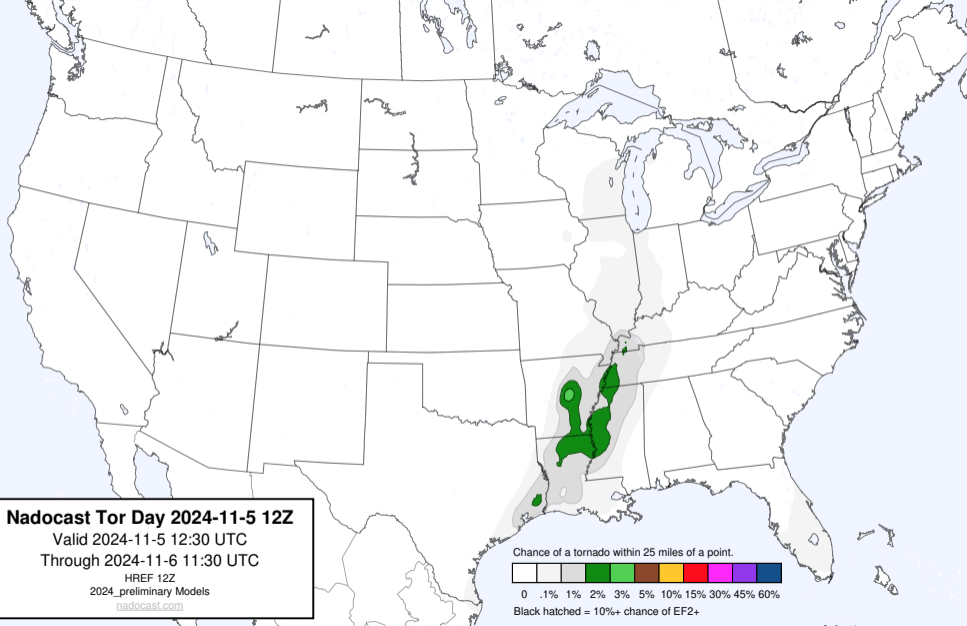 Nadocast Tor Day 2024-11-5 12Z
Valid 2024-11-5 12:30 UTC
Through 2024-11-6 11:30 UTC
HREF 12Z
2024_preliminary Models
nadocast.com
Chance of a tornado within 25 miles of a point.
0 .1% 1% 2% 3% 5% 10% 15% 30% 45% 60%
Black hatched = 10%+ chance of EF2+